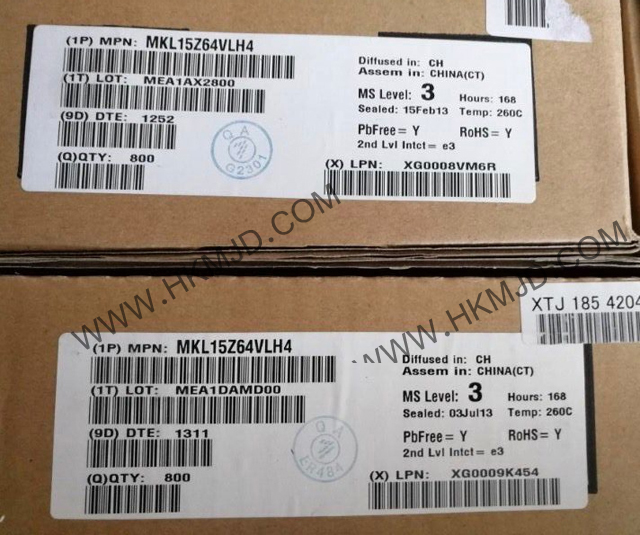 (1P) MPN: MKL15Z64VLH4
(1T) LOT: MEA1AX2800
(9D) DTE: 1252
(Q)QTY: 800
Diffused in: CH
Assem in: CHINA(CT)
MS Level: 3 Hours: 168
Sealed: 15Feb13 Temp: 260C
PbFree= Y RoHS= Y
2nd Lvl Intct= e3
(X) LPN: XG0008VM6R
QA
G2301
WWW.HKMJD.COM
WWW.HKMJD.COM
XTJ 185 4204
(1P) MPN: MKL15Z64VLH4
(1T) LOT: MEA1DAMD00
(9D) DTE: 1311
(Q)QTY: 800
Diffused in: CH
Assem in: CHINA(CT)
MS Level: 3 Hours: 168
Sealed: 03Jul13 Temp: 260C
PbFree= Y RoHS= Y
2nd Lvl Intct= e3
(X) LPN: XG0009K454
QA
ER484